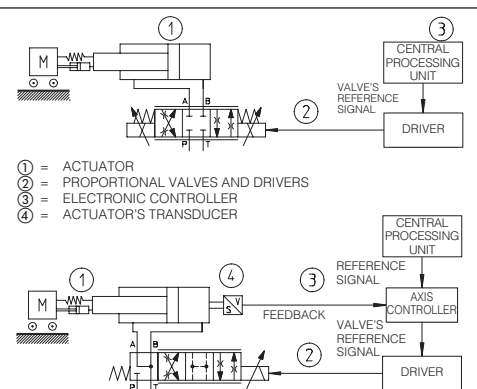 ① ③
CENTRAL
PROCESSING
UNIT
M
VALVE'S
REFERENCE
SIGNAL
A B
②
DRIVER
P T
① = ACTUATOR
② = PROPORTIONAL VALVES AND DRIVERS
③ = ELECTRONIC CONTROLLER
④ = ACTUATOR'S TRANSDUCER
CENTRAL
PROCESSING
UNIT
① ④ ③
REFERENCE
SIGNAL
M
S V
FEEDBACK
AXIS
CONTROLLER
VALVE'S
REFERENCE
SIGNAL
A B
②
DRIVER
P T